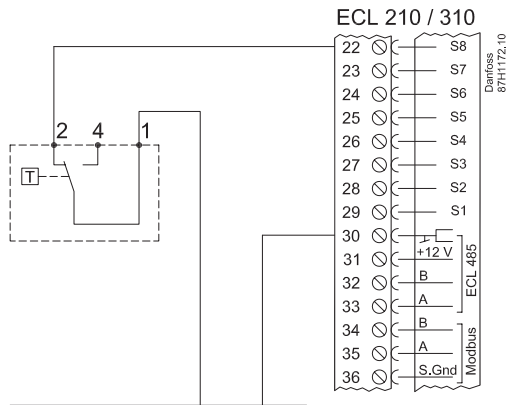 ECL 210 / 310
22 S8
23 S7
24 S6
25 S5
26 S4
27 S3
28 S2
29 S1
30
31 +12 V
32 B
33 A
34 B
35 A
36 S.Gnd
ECL 485
Modbus
Danfoss
87H1172.10
2 4 1
T